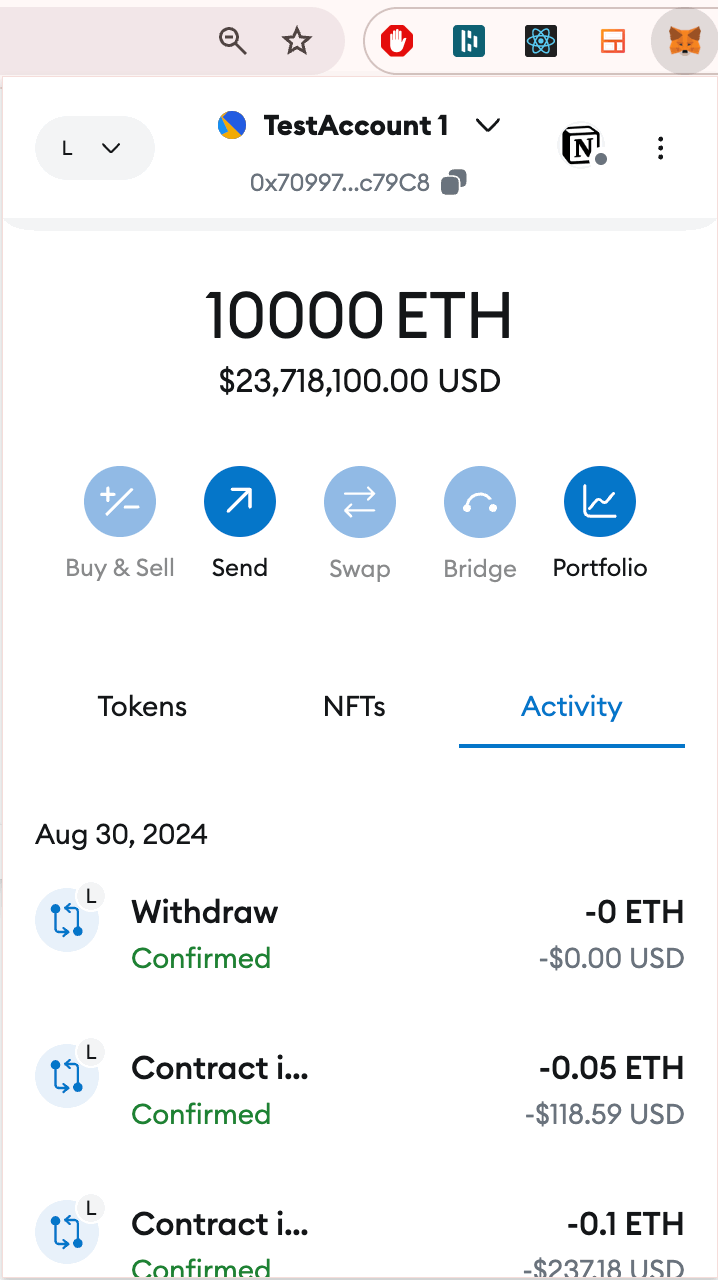 L
TestAccount 1
0x70997...c79C8
10000 ETH
$23,718,100.00 USD
Buy & Sell
Send
Swap
Bridge
Portfolio
Tokens
NFTs
Activity
Aug 30, 2024
L
Withdraw
-0 ETH
Confirmed
-$0.00 USD
L
Contract i...
-0.05 ETH
Confirmed
-$118.59 USD
L
Contract i...
-0.1 ETH
Confirmed
-$237.18 USD